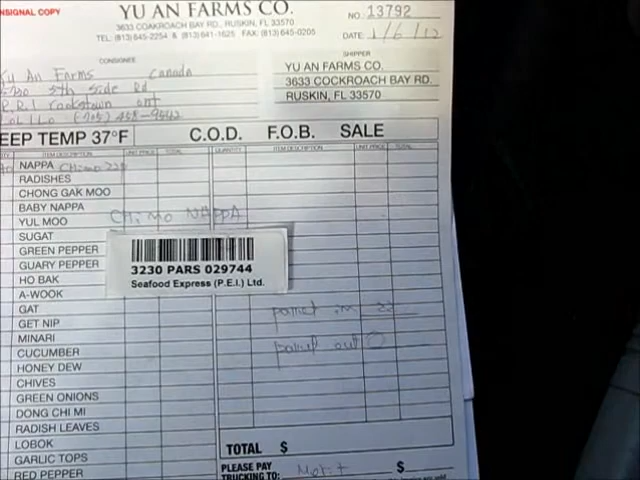 ONSIGNAL COPY
YU AN FARMS CO.
3633 COAKROACH BAY RD., RUSKIN, FL 33570
TEL: (813)645-2254 & (813)641-1625 FAX: (813)645-0205
NO. 13792
DATE: 1/6/12
CONSIGNEE
Yu An Farms Canada
5th Side Rd
R.R.1 ont
SHIPPER
YU AN FARMS CO.
3633 COCKROACH BAY RD.
RUSKIN, FL 33570
EEP TEMP 37°F C.O.D. F.O.B. SALE
ITEM DESCRIPTION UNIT PRICE TOTAL QUANTITY ITEM DESCRIPTION UNIT PRICE TOTAL
NAPPA
RADISHES
CHONG GAK MOO
BABY NAPPA
YUL MOO CHIMO NAPPA
SUGAT
GREEN PEPPER
GUARY PEPPER
3230 PARS 029744
Seafood Express (P.E.I.) Ltd.
HO BAK
A-WOOK
GAT pallet in 22
GET NIP
MINARI pallet out 0
CUCUMBER
HONEY DEW
CHIVES
GREEN ONIONS
DONG CHI MI
RADISH LEAVES
LOBOK TOTAL $
GARLIC TOPS
RED PEPPER
PLEASE PAY
TRUCKING TO: $